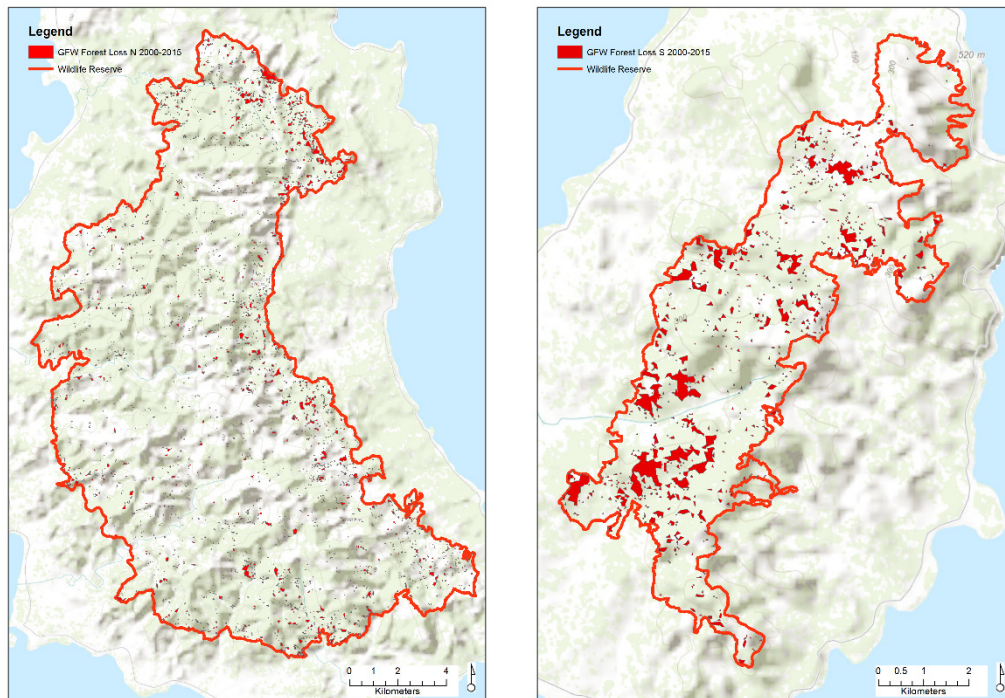 Legend
GFW Forest Loss N 2000-2015
Wildlife Reserve
0 1 2 4
Kilometers
Legend
GFW Forest Loss S 2000-2015
Wildlife Reserve
520 m
200
0 0.5 1 2
Kilometers